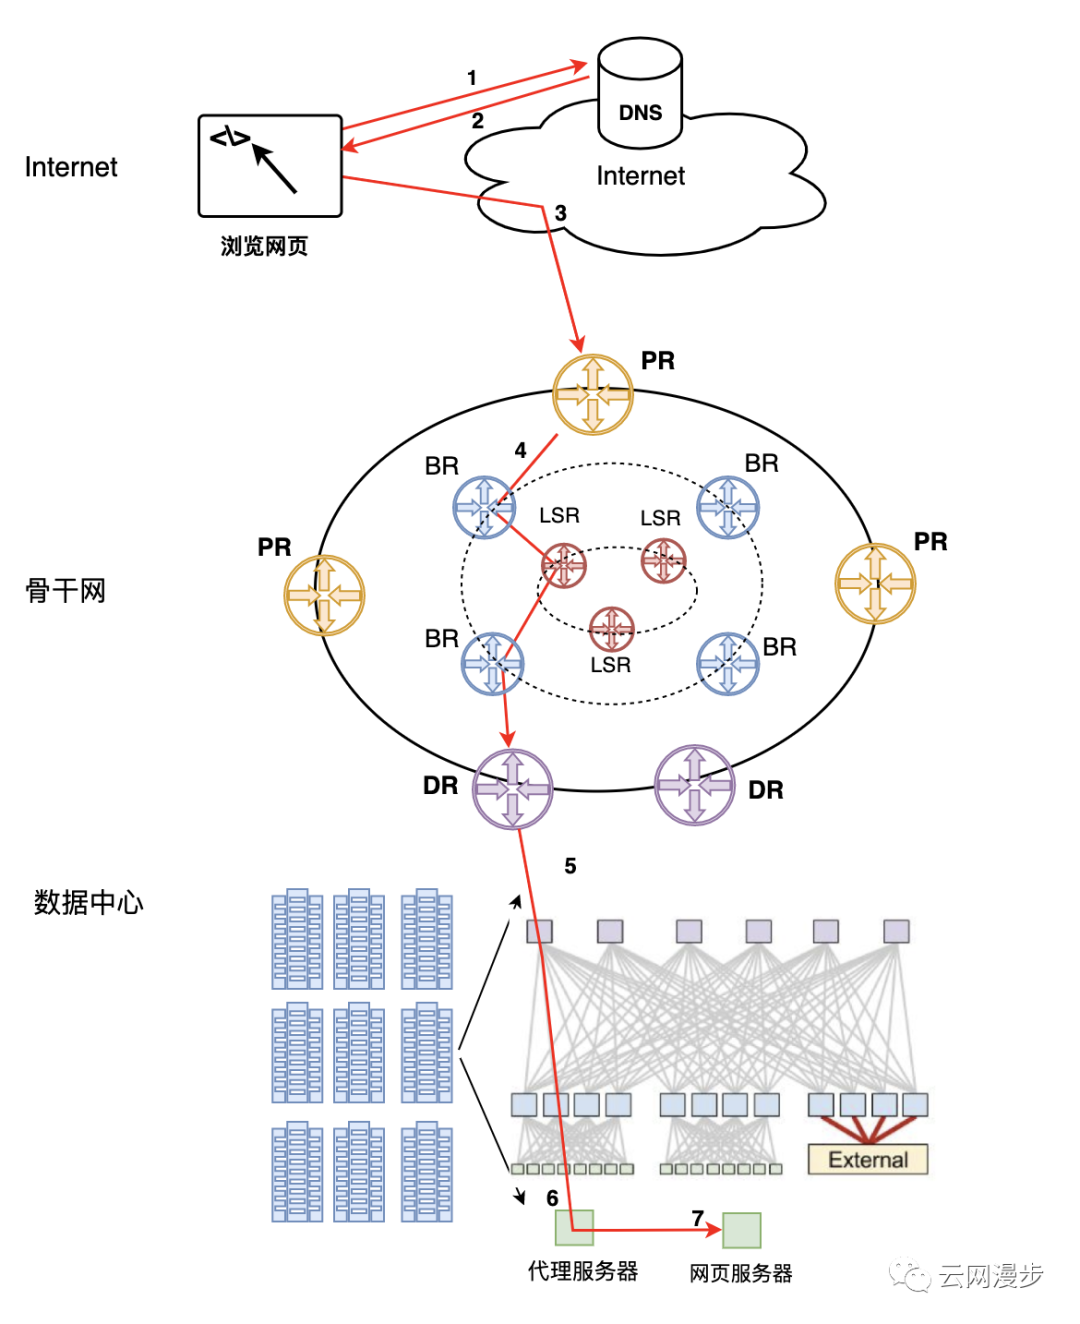 1
DNS
2
</>
Internet
Internet
3
浏览网页
PR
4
BR
BR
LSR
LSR
PR
PR
骨干网
BR
BR
LSR
DR
DR
5
数据中心
External
6
7
代理服务器
网页服务器
云网漫步